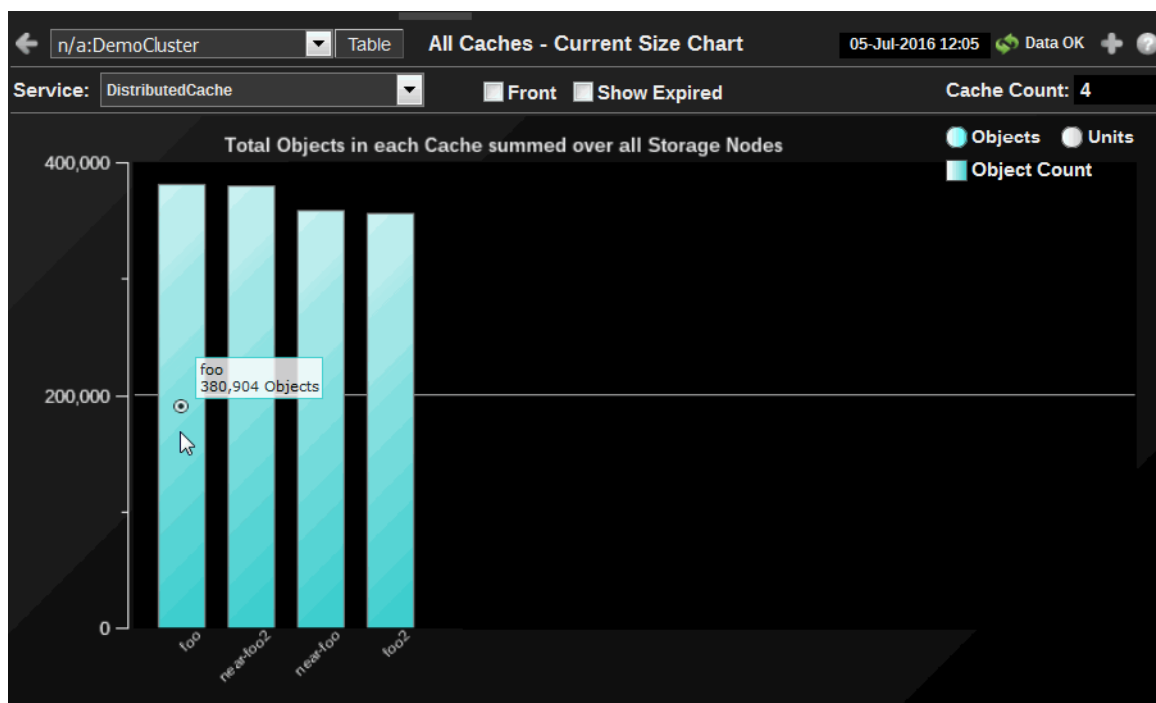 n/a:DemoCluster Table All Caches - Current Size Chart 05-Jul-2016 12:05 Data OK ?
Service: DistributedCache Front Show Expired Cache Count: 4
Total Objects in each Cache summed over all Storage Nodes
Objects Units
Object Count
400,000
foo
380,904 Objects
200,000
0
foo
near-foo2
near-foo
foo2